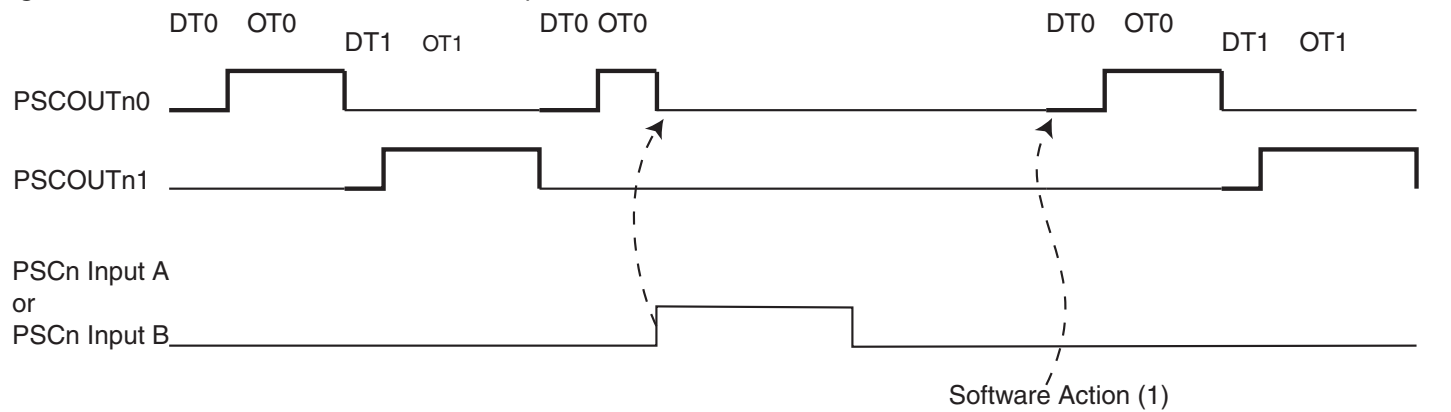 DT0 OT0 DT0 OT0 DT0 OT0
DT1 OT1 DT1 OT1
PSCOUTn0
PSCOUTn1
PSCn Input A
or
PSCn Input B
Software Action (1)